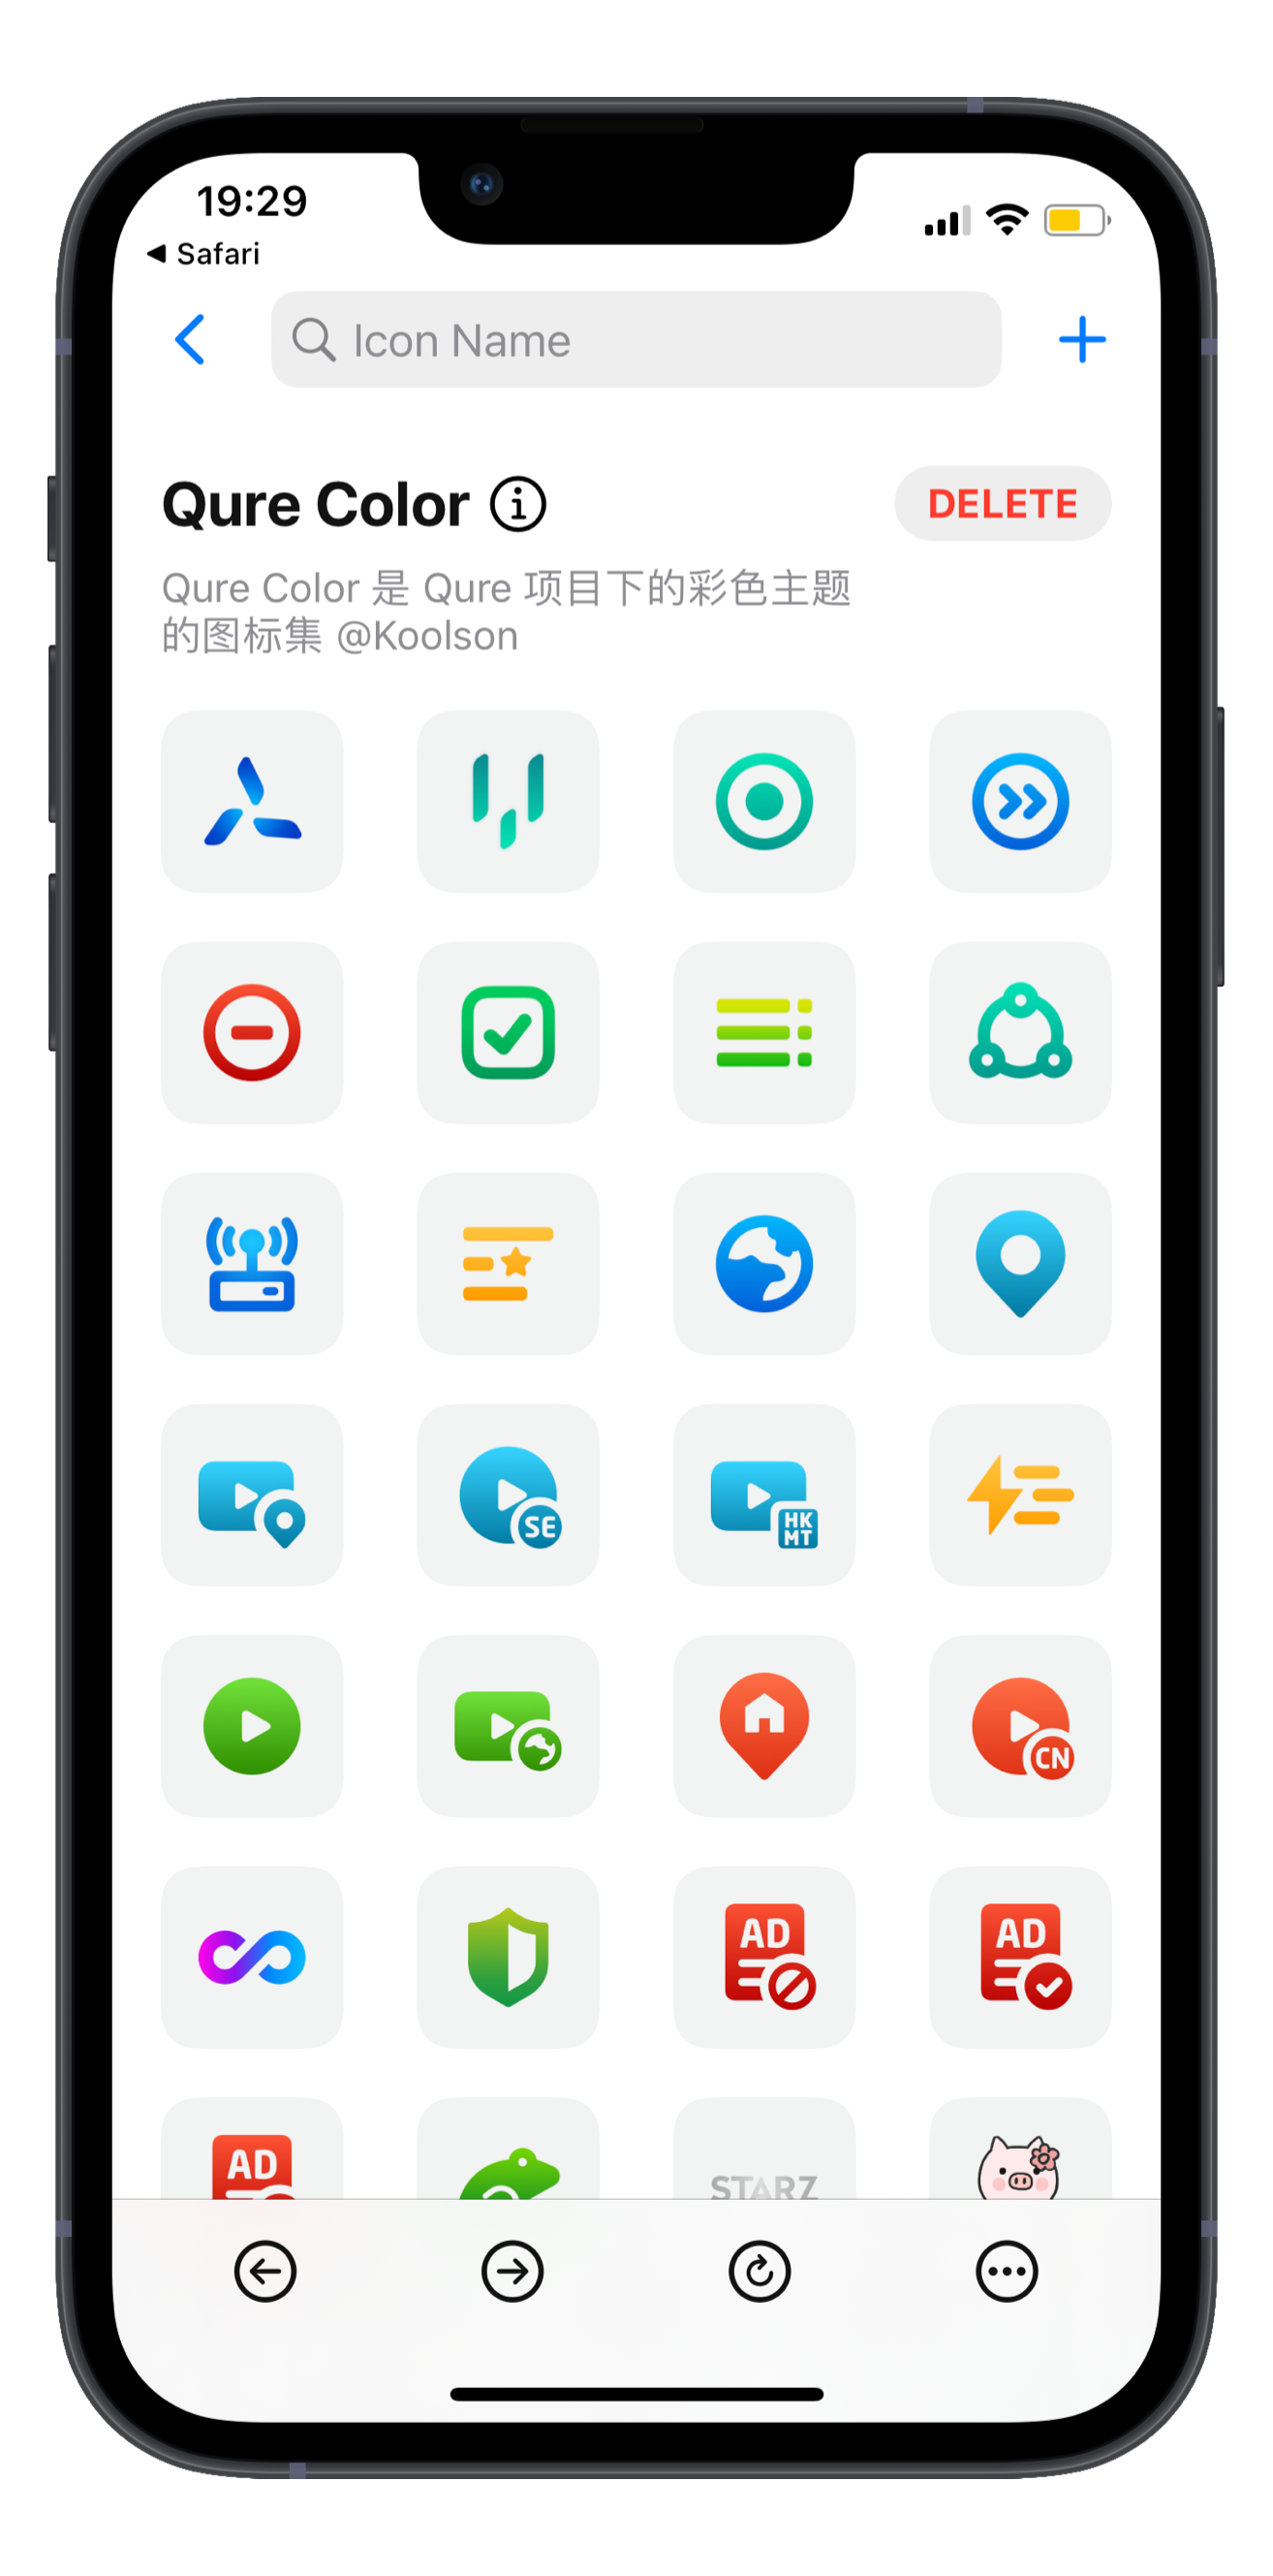 19:29
Safari
Icon Name
Qure Color
DELETE
Qure Color 是 Qure 项目下的彩色主题
的图标集 @Koolson
SE
HK
MT
CN
AD
AD
AD
STARZ